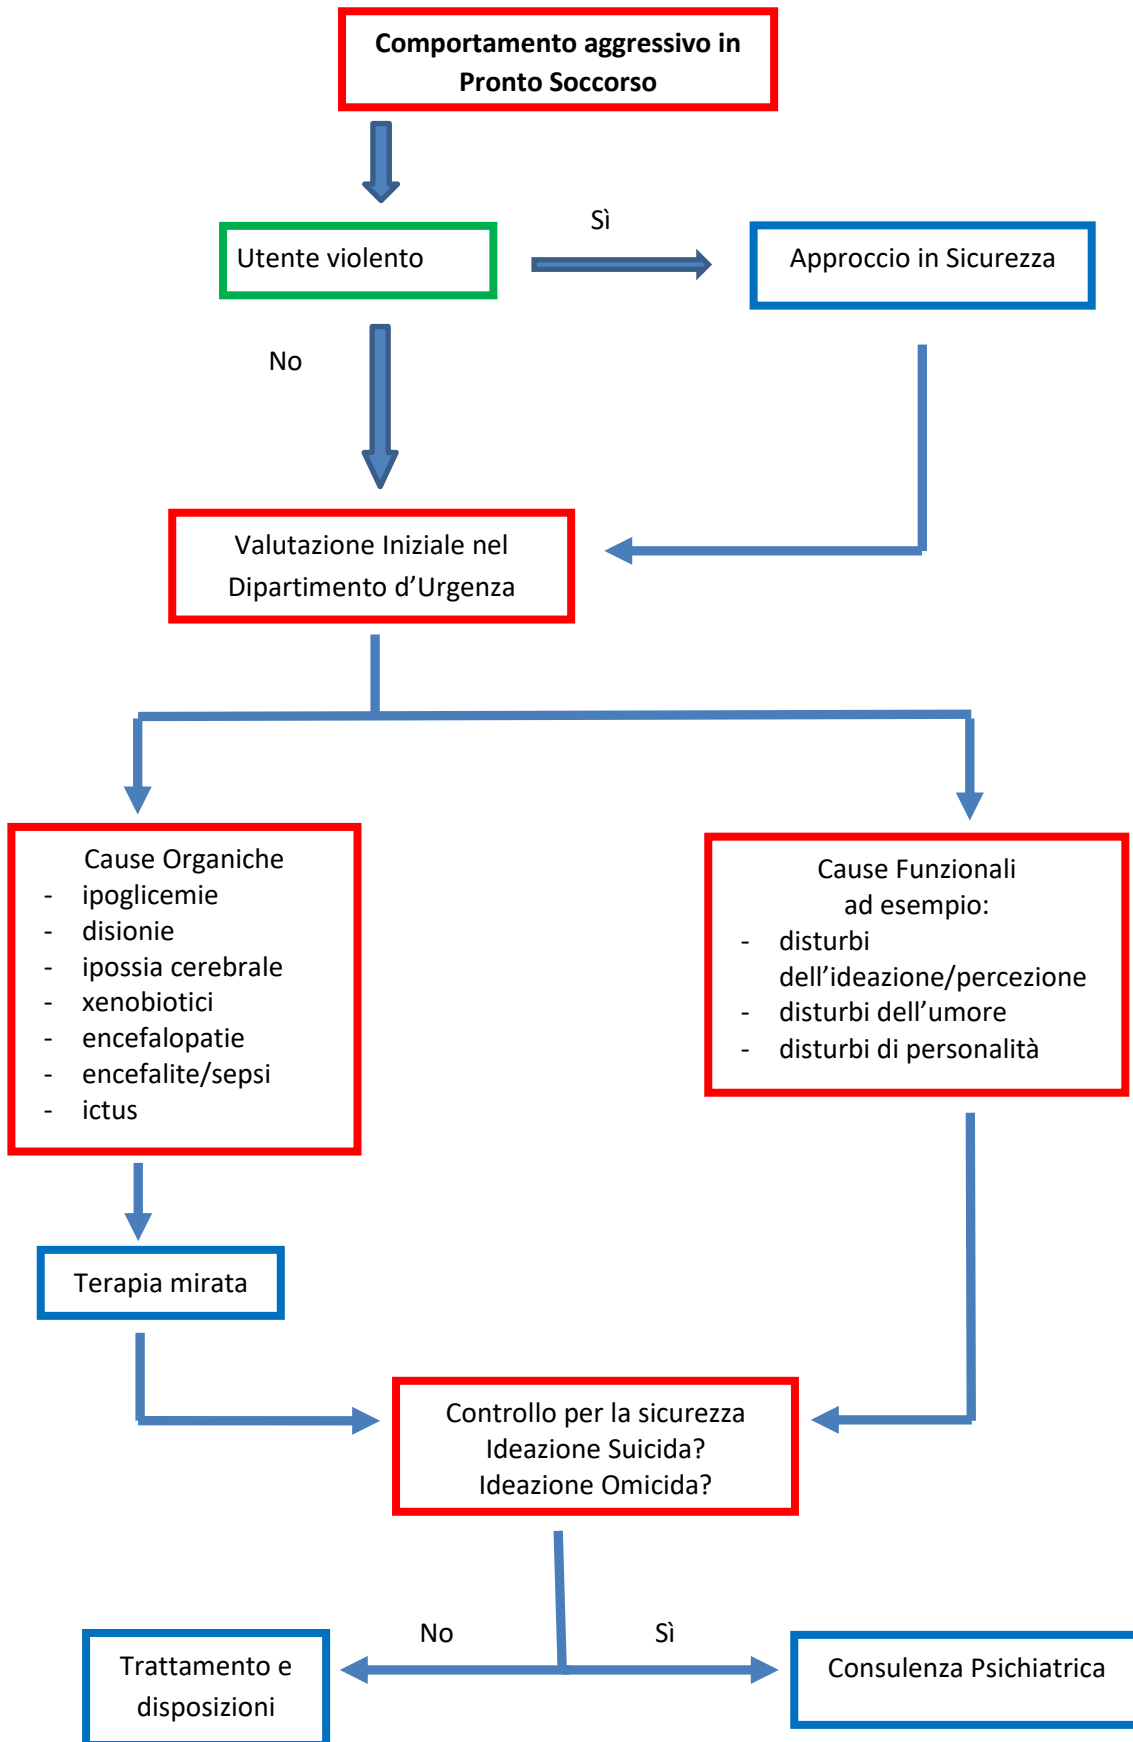 Comportamento aggressivo in
Pronto Soccorso
Sì
Utente violento
Approccio in Sicurezza
No
Valutazione Iniziale nel
Dipartimento d’Urgenza
Cause Organiche
- ipoglicemie
- disionie
- ipossia cerebrale
- xenobiotici
- encefalopatie
- encefalite/sepsi
- ictus
Cause Funzionali
ad esempio:
- disturbi
dell’ideazione/percezione
- disturbi dell’umore
- disturbi di personalità
Terapia mirata
Controllo per la sicurezza
Ideazione Suicida?
Ideazione Omicida?
No
Sì
Trattamento e
disposizioni
Consulenza Psichiatrica